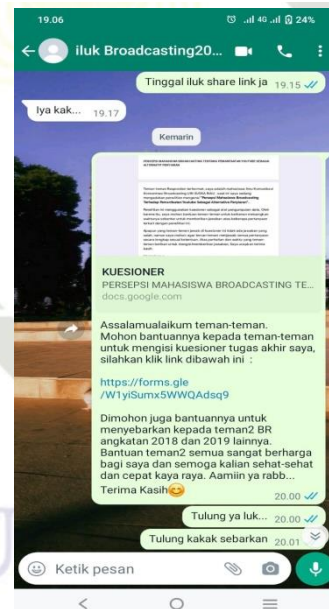 19.06
4G
24%
iluk Broadcasting20...
Tinggal iluk share link ja 19.15
Iya kak... 19.17
Kemarin
KUESIONER
PERSEPSI MAHASISWA BROADCASTING TE...
docs.google.com
Assalamualaikum teman-teman.
Mohon bantuannya kepada teman-teman
untuk mengisi kuesioner tugas akhir saya,
silahkan klik link dibawah ini :
https://forms.gle
/W1yiSumx5WWQAdsq9
Dimohon juga bantuannya untuk
menyebarkan kepada teman2 BR
angkatan 2018 dan 2019 lainnya.
Bantuan teman2 semua sangat berharga
bagi saya dan semoga kalian sehat-sehat
dan cepat kaya raya. Aamiin ya rabb...
Terima Kasih😊
20.00
Tulung ya luk... 20.00
Tulung kakak sebarkan 20.01
Ketik pesan